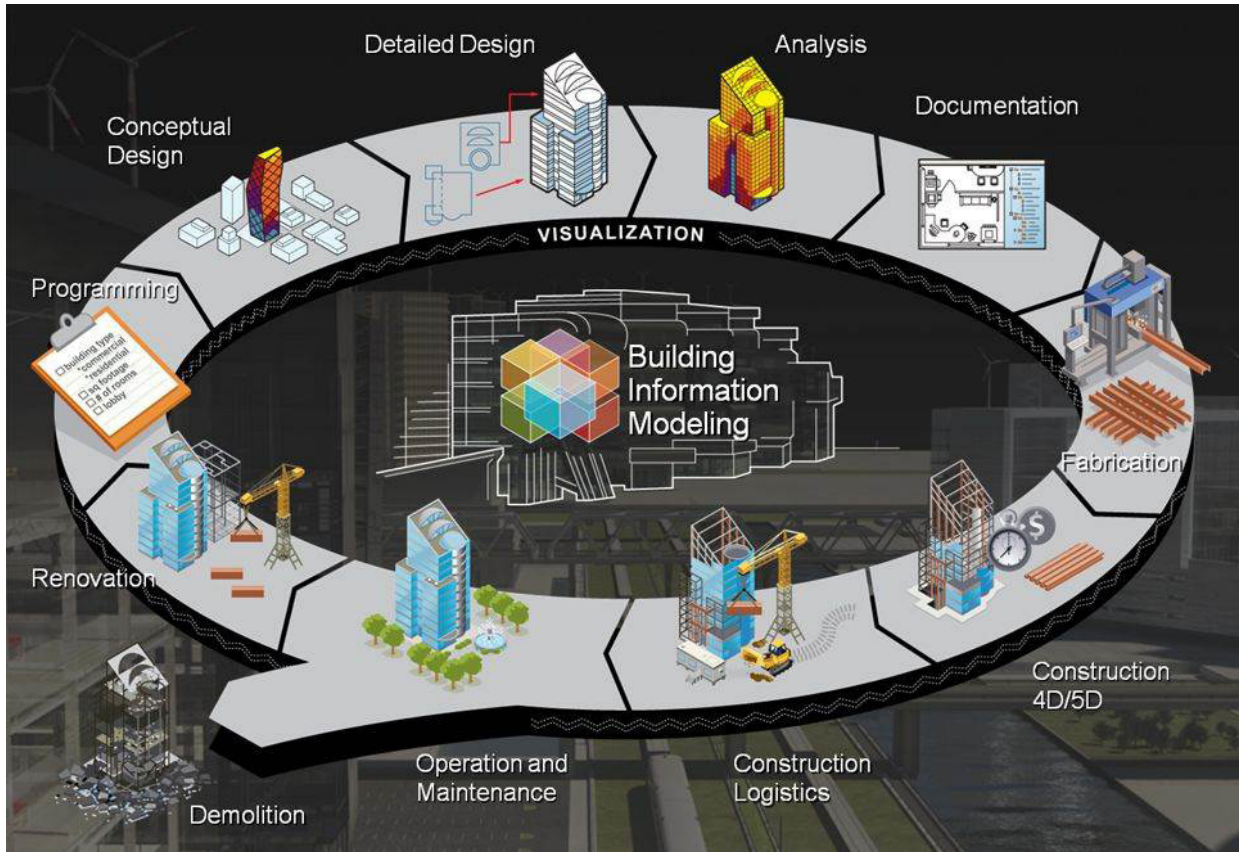 Detailed Design
Analysis
Documentation
Conceptual
Design
VISUALIZATION
Programming
□ building type
*commercial
*residential
□ sq footage
□ # of rooms
□ lobby
Building
Information
Modeling
$
Fabrication
Renovation
Construction
4D/5D
Operation and
Maintenance
Construction
Logistics
Demolition